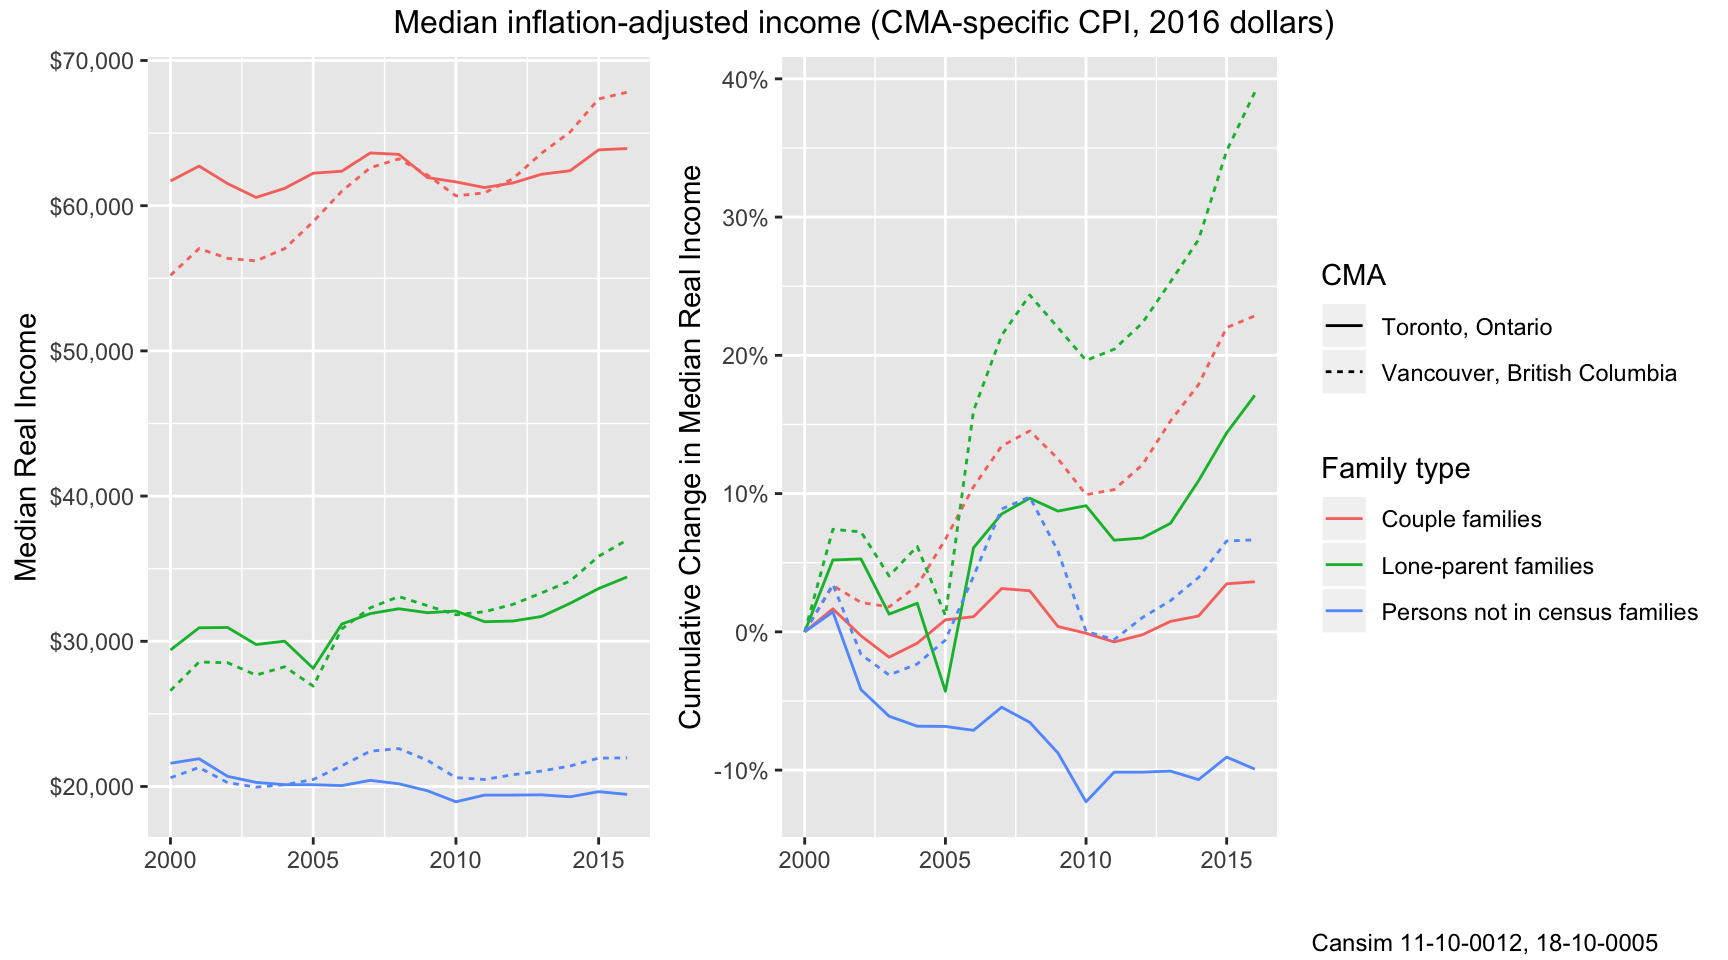 Median inflation-adjusted income (CMA-specific CPI, 2016 dollars)
Median Real Income
$70,000
$60,000
$50,000
$40,000
$30,000
$20,000
2000 2005 2010 2015
Cumulative Change in Median Real Income
40%
30%
20%
10%
0%
-10%
2000 2005 2010 2015
CMA
Toronto, Ontario
Vancouver, British Columbia
Family type
Couple families
Lone-parent families
Persons not in census families
Cansim 11-10-0012, 18-10-0005